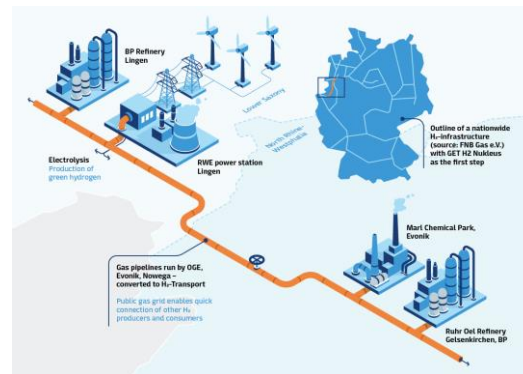 BP Refinery
Lingen
Lower Saxony
North Rhine-
Westphalia
RWE power station
Lingen
Electrolysis
Production of
green hydrogen
Outline of a nationwide
H₂-infrastructure
(source: FNB Gas e.V.)
with GET H2 Nukleus
as the first step
Marl Chemical Park,
Evonik
Gas pipelines run by OGE,
Evonik, Nowega –
converted to H₂-Transport
Public gas grid enables quick
connection of other H₂
producers and consumers
Ruhr Oel Refinery
Gelsenkirchen, BP